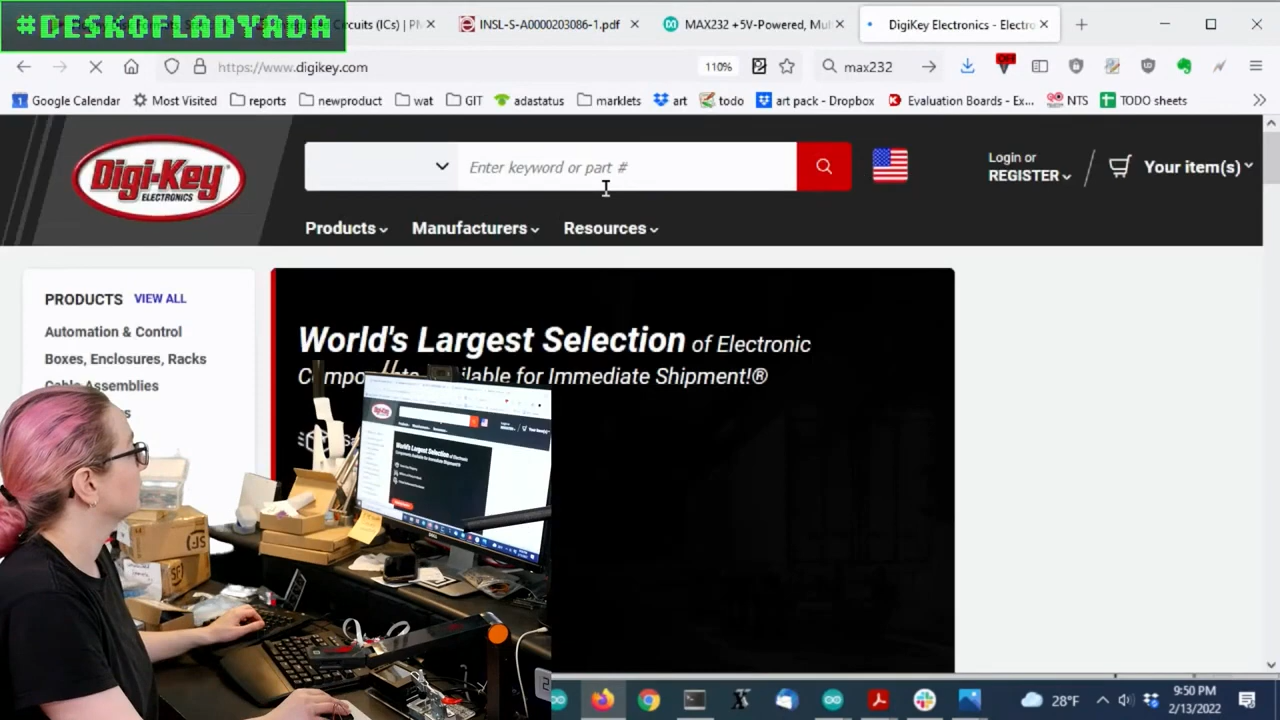 #DESKOFLADYADA
Circuits (ICs) | PM
INSL-S-A0000203086-1.pdf
MAX232 +5V-Powered, Mul
DigiKey Electronics - Electro
https://www.digikey.com
110%
max232
OFF
Google Calendar
Most Visited
reports
newproduct
wat
GIT
adastatus
marklets
art
todo
art pack - Dropbox
Evaluation Boards - Ex...
NTS
TODO sheets
Digi-Key
ELECTRONICS
Enter keyword or part #
Login or
REGISTER
Your item(s)
Products
Manufacturers
Resources
PRODUCTS VIEW ALL
Automation & Control
Boxes, Enclosures, Racks
Cable Assemblies
World's Largest Selection of Electronic
ilable for Immediate Shipment!®
28°F
9:50 PM
2/13/2022